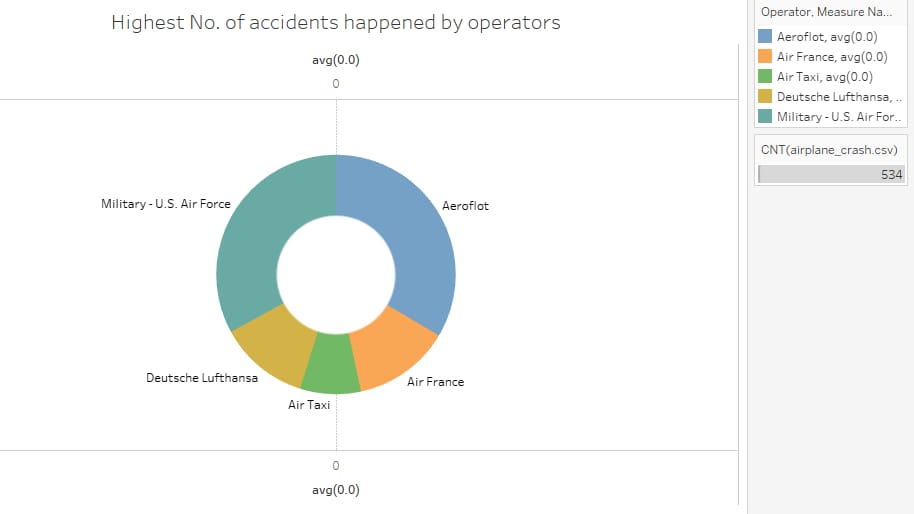 Highest No. of accidents happened by operators
avg(0.0)
0
Military - U.S. Air Force
Aeroflot
Deutsche Lufthansa
Air France
Air Taxi
0
avg(0.0)
Operator, Measure Na...
Aeroflot, avg(0.0)
Air France, avg(0.0)
Air Taxi, avg(0.0)
Deutsche Lufthansa, ..
Military - U.S. Air For..
CNT(airplane_crash.csv)
534